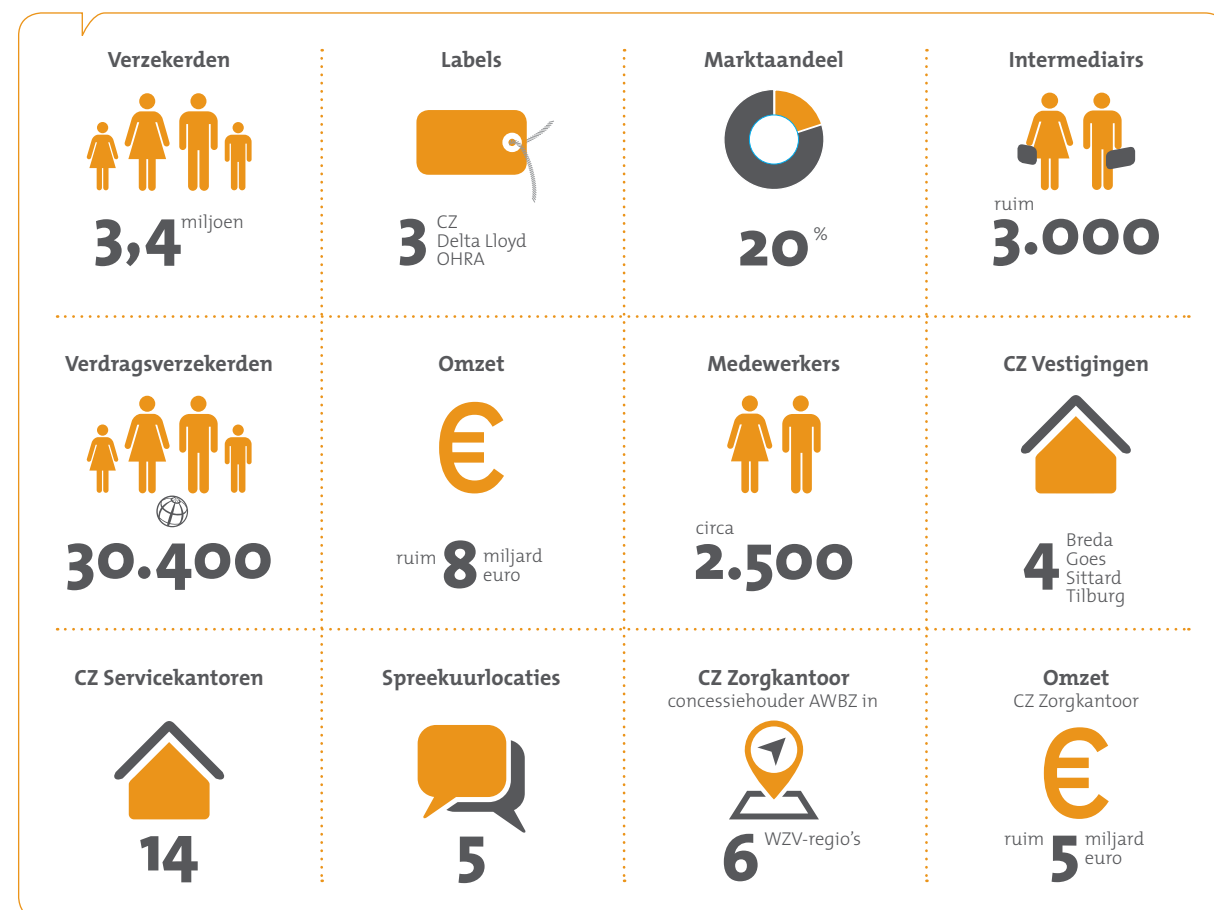 Verzekerden
3,4 miljoen
Labels
3 CZ
Delta Lloyd
OHRA
Marktaandeel
20 %
Intermediairs
ruim
3.000
Verdragsverzekerden
30.400
Omzet
ruim 8 miljard
euro
Medewerkers
circa
2.500
CZ Vestigingen
4 Breda
Goes
Sittard
Tilburg
CZ Servicekantoren
14
Spreekuurlocaties
5
CZ Zorgkantoor
concessiehouder AWBZ in
6 WZV-regio's
Omzet
CZ Zorgkantoor
ruim 5 miljard
euro